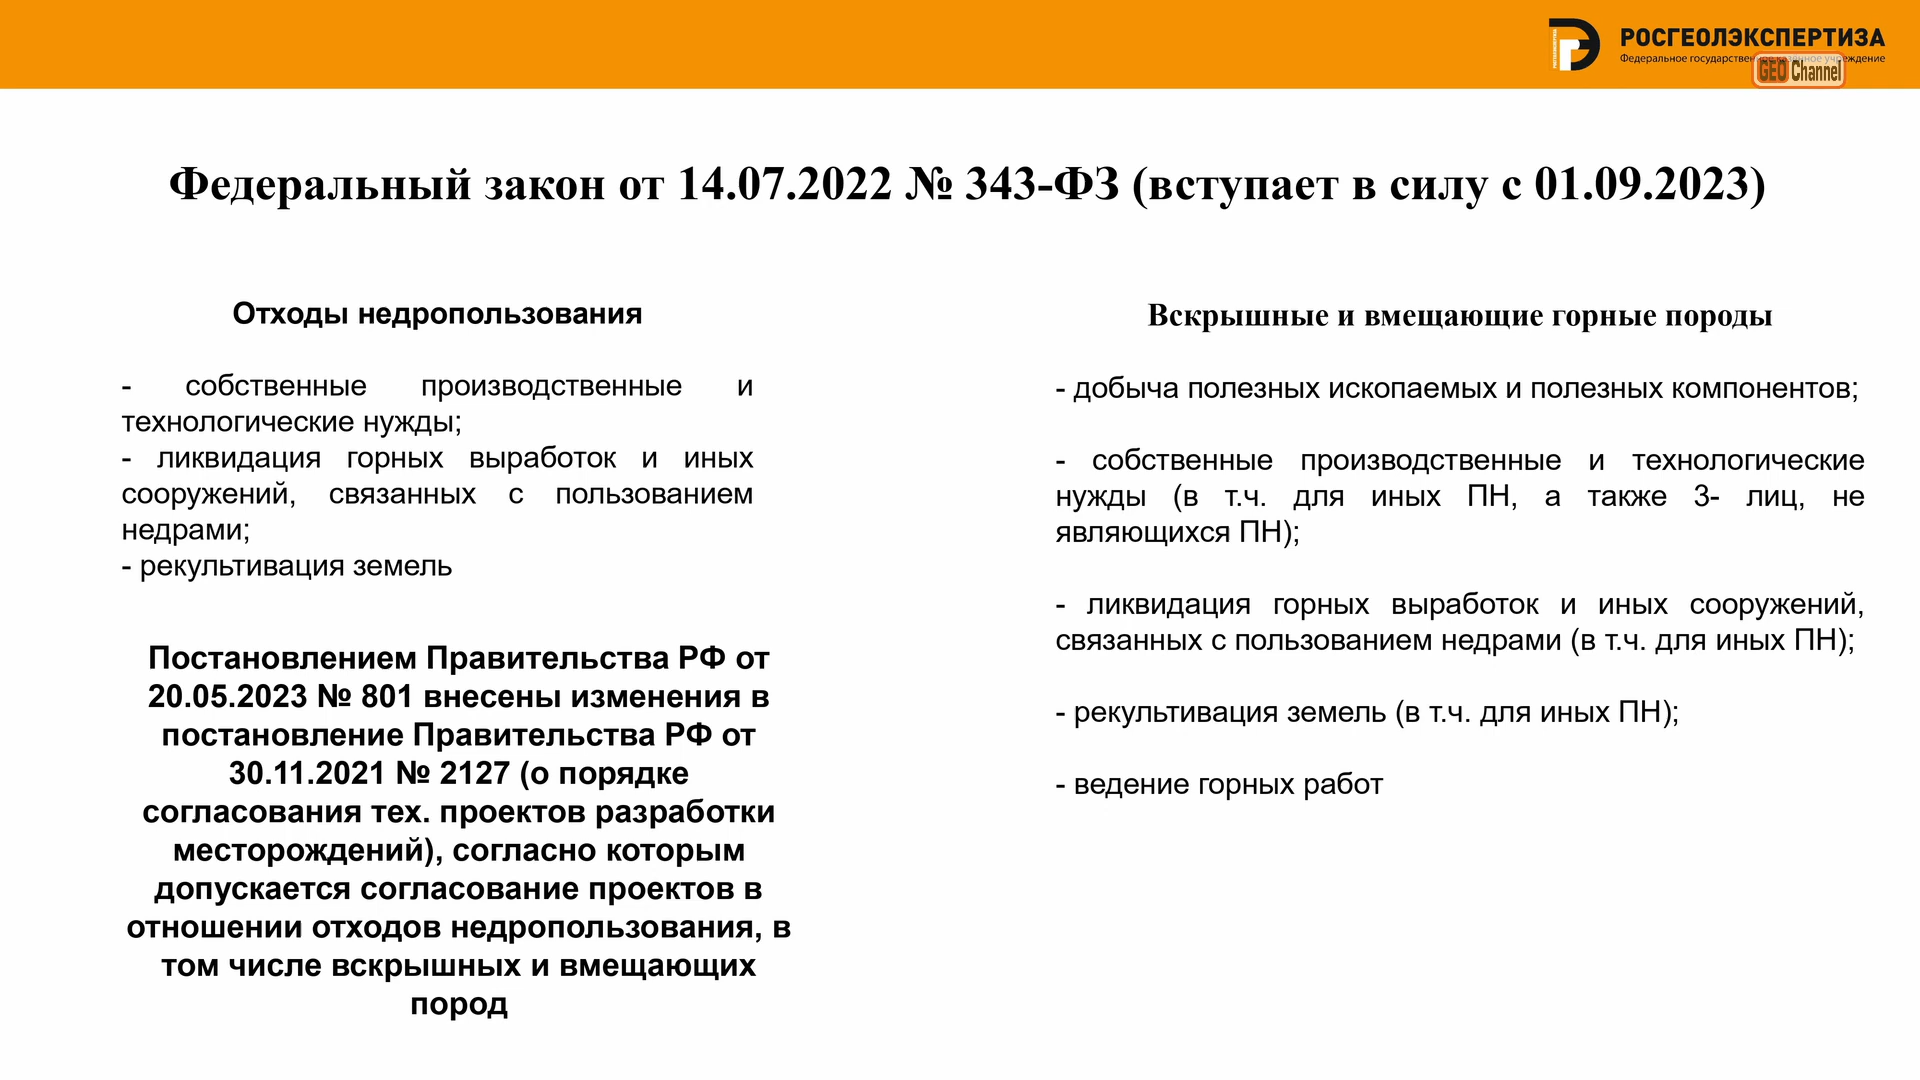 РОСГЕОЛЭКСПЕРТИЗА
Федеральное государственное казённое учреждение
GEO Channel
Федеральный закон от 14.07.2022 № 343-ФЗ (вступает в силу с 01.09.2023)
Отходы недропользования
- собственные производственные и
технологические нужды;
- ликвидация горных выработок и иных
сооружений, связанных с пользованием
недрами;
- рекультивация земель
Постановлением Правительства РФ от
20.05.2023 № 801 внесены изменения в
постановление Правительства РФ от
30.11.2021 № 2127 (о порядке
согласования тех. проектов разработки
месторождений), согласно которым
допускается согласование проектов в
отношении отходов недропользования, в
том числе вскрышных и вмещающих
пород
Вскрышные и вмещающие горные породы
- добыча полезных ископаемых и полезных компонентов;
- собственные производственные и технологические
нужды (в т.ч. для иных ПН, а также 3- лиц, не
являющихся ПН);
- ликвидация горных выработок и иных сооружений,
связанных с пользованием недрами (в т.ч. для иных ПН);
- рекультивация земель (в т.ч. для иных ПН);
- ведение горных работ